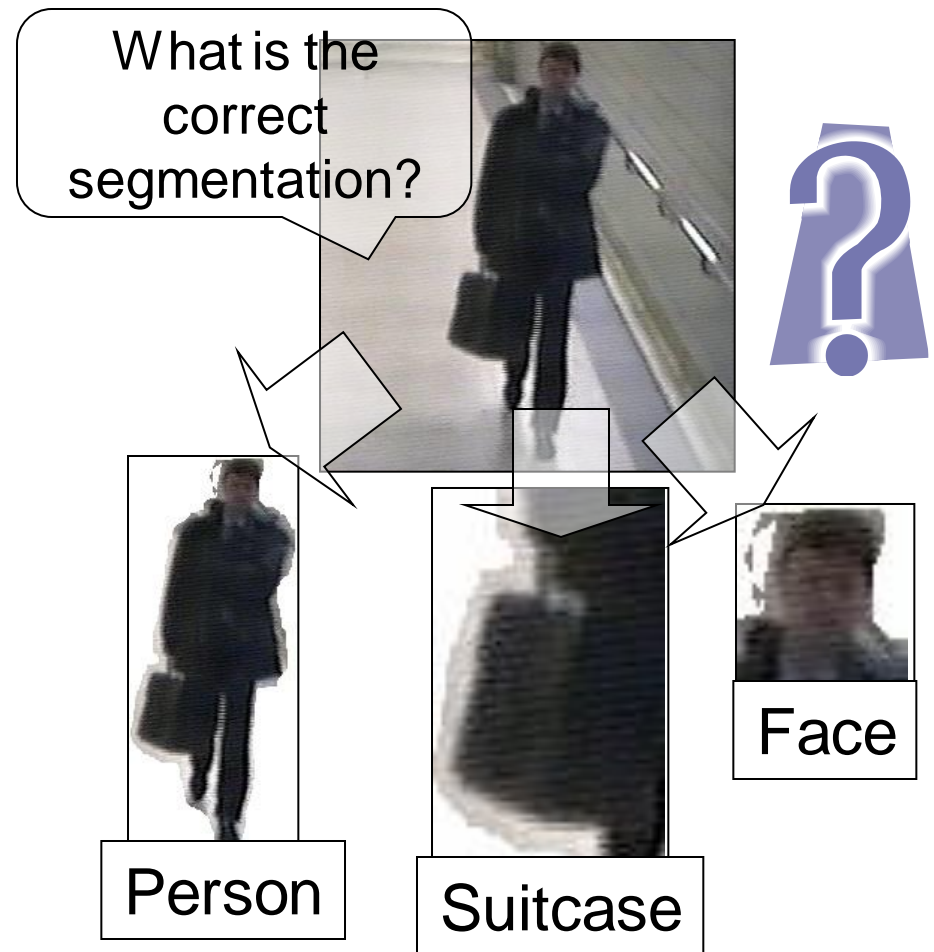 What is the
correct
segmentation?
?
Face
Person
Suitcase